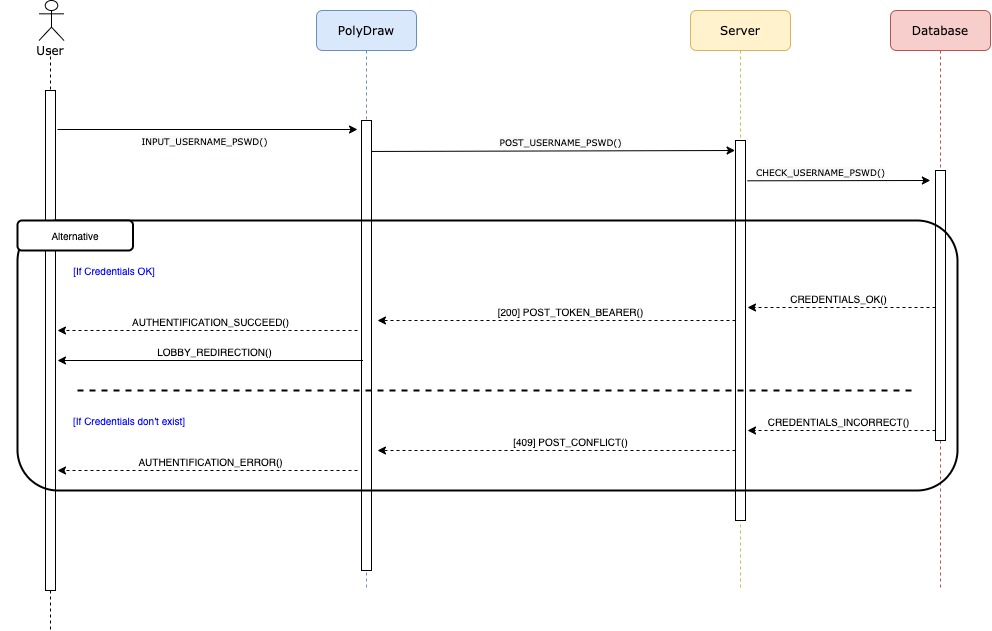 User
PolyDraw
Server
Database
INPUT_USERNAME_PSWD()
POST_USERNAME_PSWD()
CHECK_USERNAME_PSWD()
Alternative
[If Credentials OK]
CREDENTIALS_OK()
[200] POST_TOKEN_BEARER()
AUTHENTIFICATION_SUCCEED()
LOBBY_REDIRECTION()
[If Credentials don't exist]
CREDENTIALS_INCORRECT()
[409] POST_CONFLICT()
AUTHENTIFICATION_ERROR()